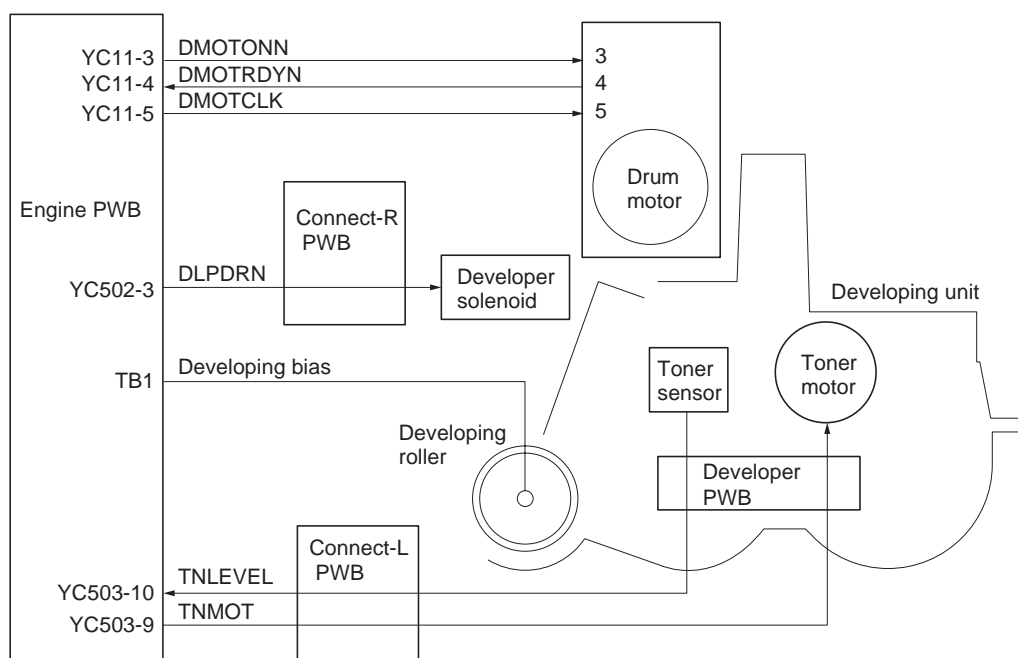 YC11-3
DMOTONN
3
YC11-4
DMOTRDYN
4
YC11-5
DMOTCLK
5
Drum
motor
Engine PWB
Connect-R
PWB
YC502-3
DLPDRN
Developer
solenoid
Developing unit
TB1
Developing bias
Toner
sensor
Toner
motor
Developing
roller
Developer
PWB
Connect-L
PWB
YC503-10
TNLEVEL
YC503-9
TNMOT